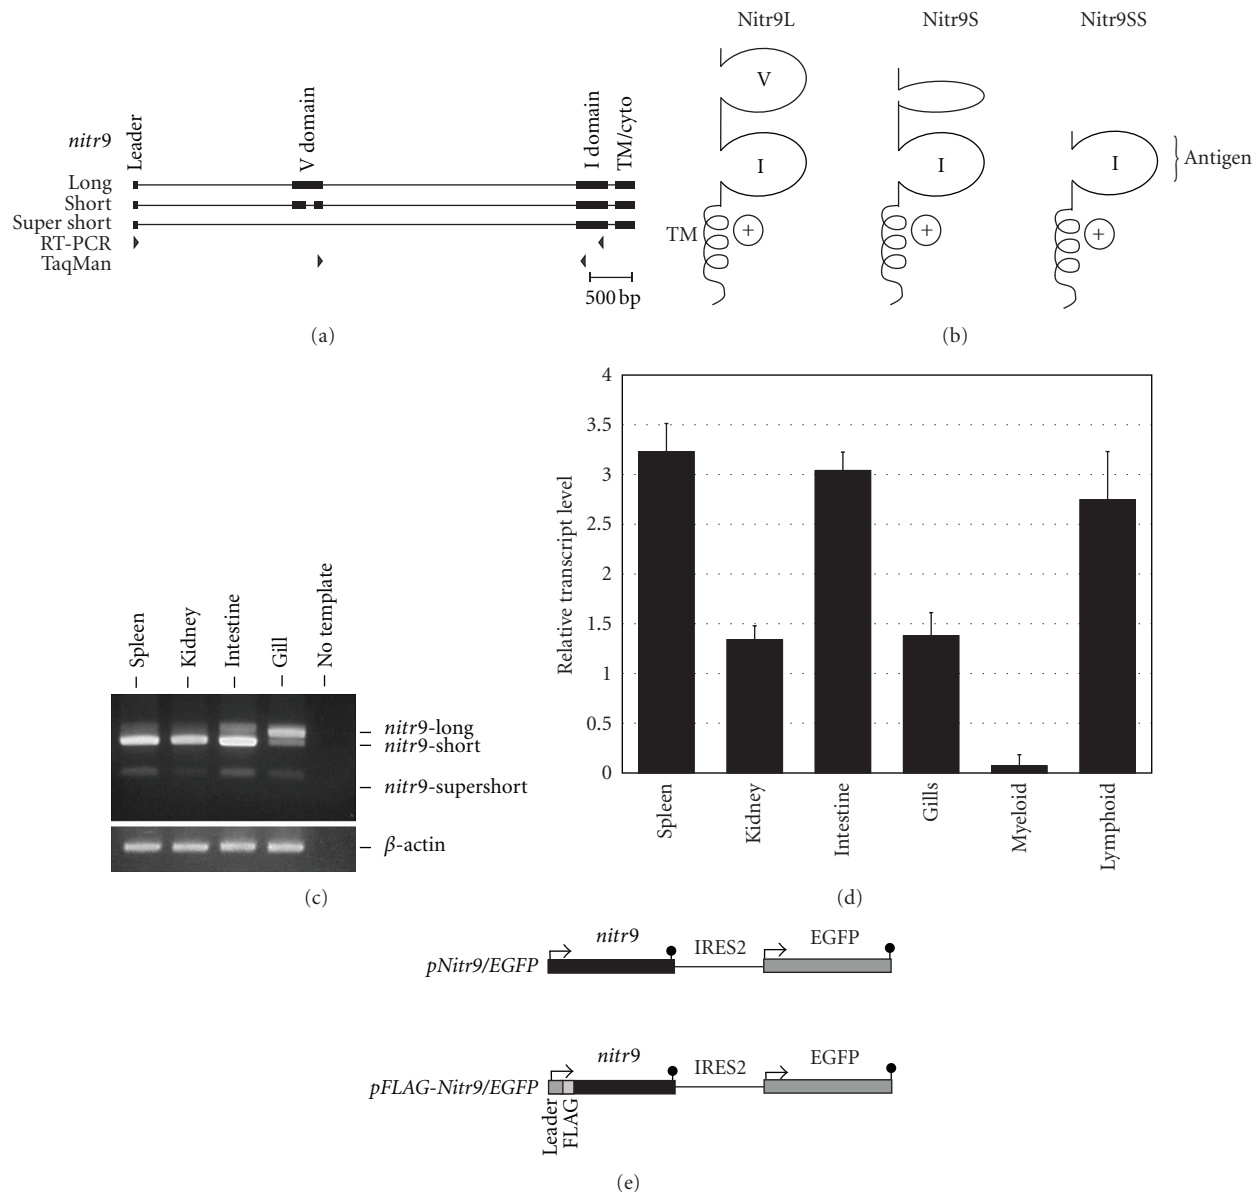 Nitr9L
Nitr9S
Nitr9SS
nitr9
Leader
V domain
I domain
TM/cyto
Long
Short
Super short
RT-PCR
TaqMan
500 bp
V
I
I
I
Antigen
TM
+
+
+
(a)
(b)
Spleen
Kidney
Intestine
Gill
No template
nitr9-long
nitr9-short
nitr9-supershort
β-actin
(c)
Relative transcript level
4
3.5
3
2.5
2
1.5
1
0.5
0
Spleen
Kidney
Intestine
Gills
Myeloid
Lymphoid
(d)
pNitr9/EGFP
nitr9
IRES2
EGFP
pFLAG-Nitr9/EGFP
nitr9
IRES2
EGFP
Leader
FLAG
(e)